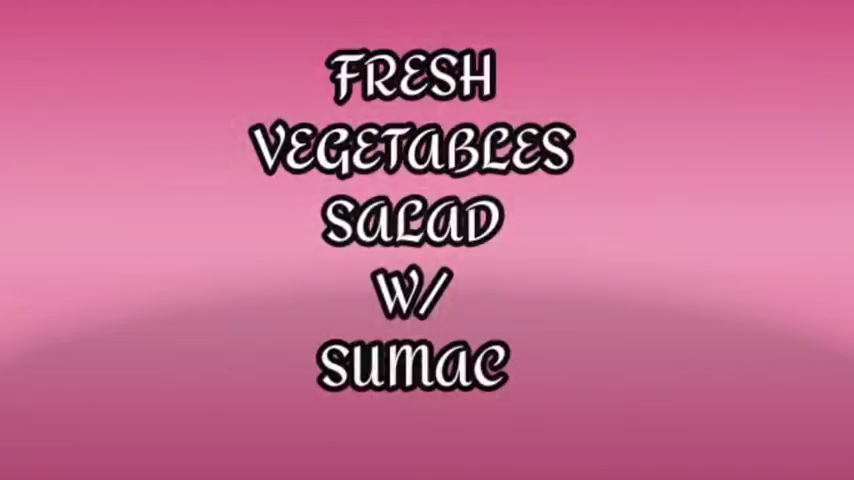 FRESH
VEGETABLES
SALAD
W/
SUMAC